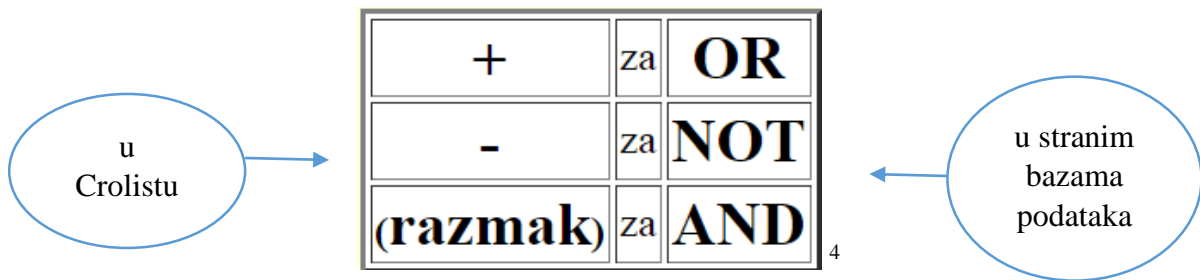 u
Crolistu
+ za OR
- za NOT
(razmak) za AND
4
u stranim
bazama
podataka